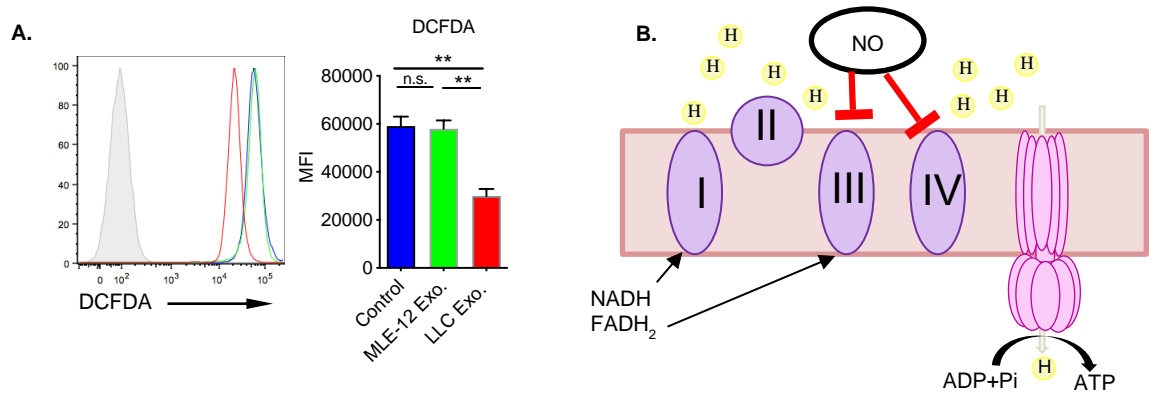 A.
100
80
60
40
20
0
0 10² 10³ 10⁴ 10⁵
DCFDA
DCFDA
**
n.s. **
MFI
80000
60000
40000
20000
0
Control
MLE-12 Exo.
LLC Exo.
B.
NO
H
H
H
H
H
H
H
H
H
I
II
III
IV
NADH
FADH₂
ADP+Pi
H
ATP